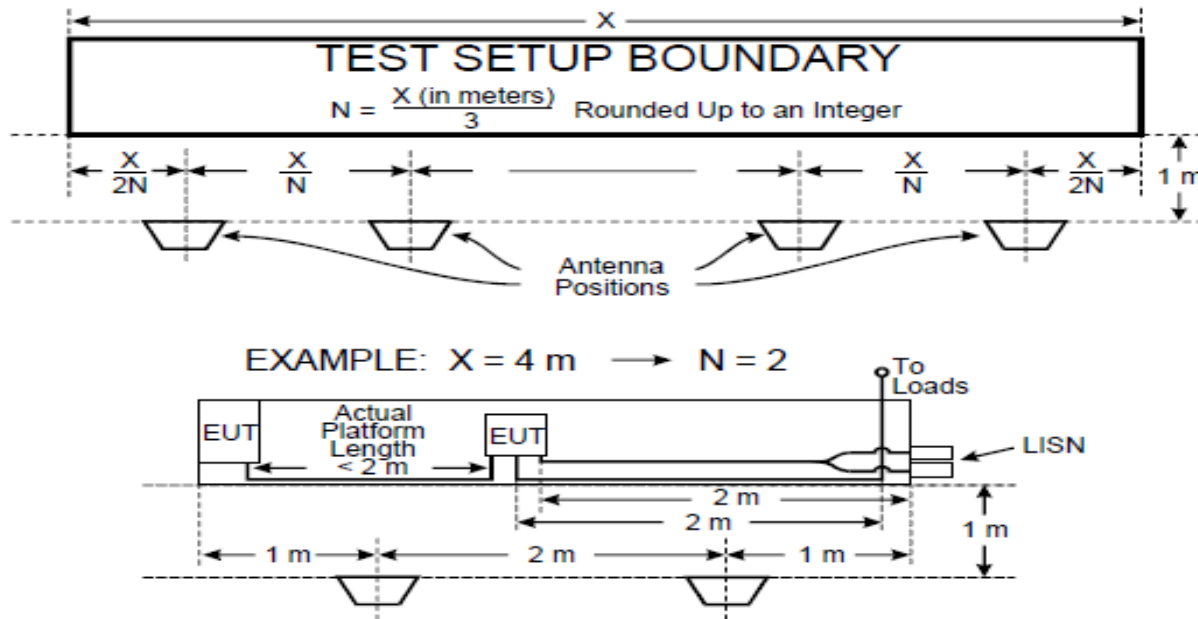 X
TEST SETUP BOUNDARY
N = X (in meters) / 3 Rounded Up to an Integer
X/2N X/N X/N X/2N 1 m
Antenna
Positions
EXAMPLE: X = 4 m → N = 2
To
Loads
EUT
Actual
Platform
Length
< 2 m
EUT
LISN
2 m
2 m
1 m
1 m 2 m 1 m